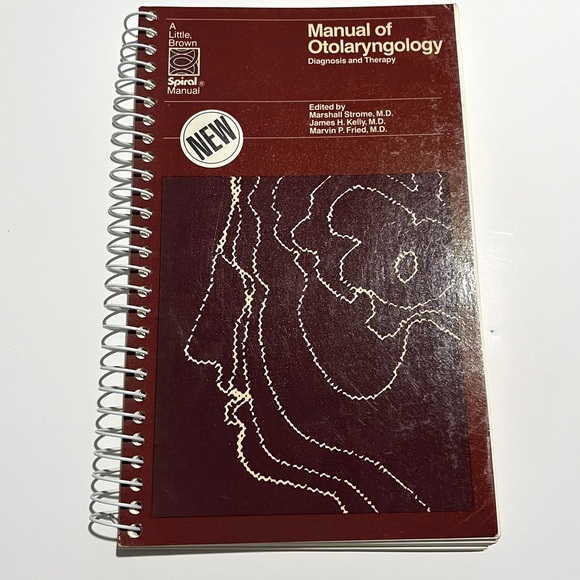 A
Little,
Brown
Spiral®
Manual
Manual of
Otolaryngology
Diagnosis and Therapy
Edited by
Marshall Strome, M.D.
James H. Kelly, M.D.
Marvin P. Fried, M.D.
NEW